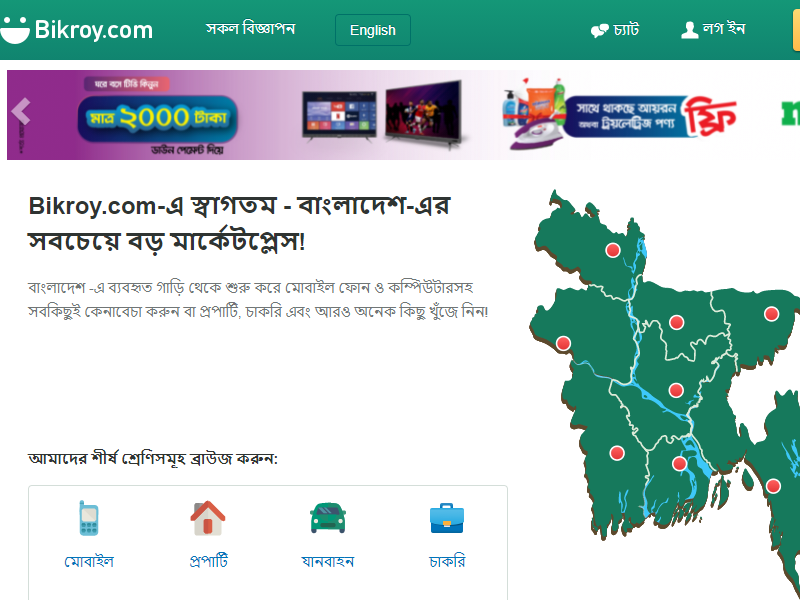 Bikroy.com
সকল বিজ্ঞাপন
English
চ্যাট
লগ ইন
ঘরে বসে টিভি কিনুন
মাত্র ২০০০ টাকা
ডাউন পেমেন্ট দিয়ে
সাথে থাকছে আয়রন
অথবা ট্রয়লেট্রিজ পণ্য
ফ্রি
Bikroy.com-এ স্বাগতম - বাংলাদেশ-এর
সবচেয়ে বড় মার্কেটপ্লেস!
বাংলাদেশ -এ ব্যবহৃত গাড়ি থেকে শুরু করে মোবাইল ফোন ও কম্পিউটারসহ
সবকিছুই কেনাবেচা করুন বা প্রপার্টি, চাকরি এবং আরও অনেক কিছু খুঁজে নিন!
আমাদের শীর্ষ শ্রেণিসমূহ ব্রাউজ করুন:
মোবাইল
প্রপার্টি
যানবাহন
চাকরি